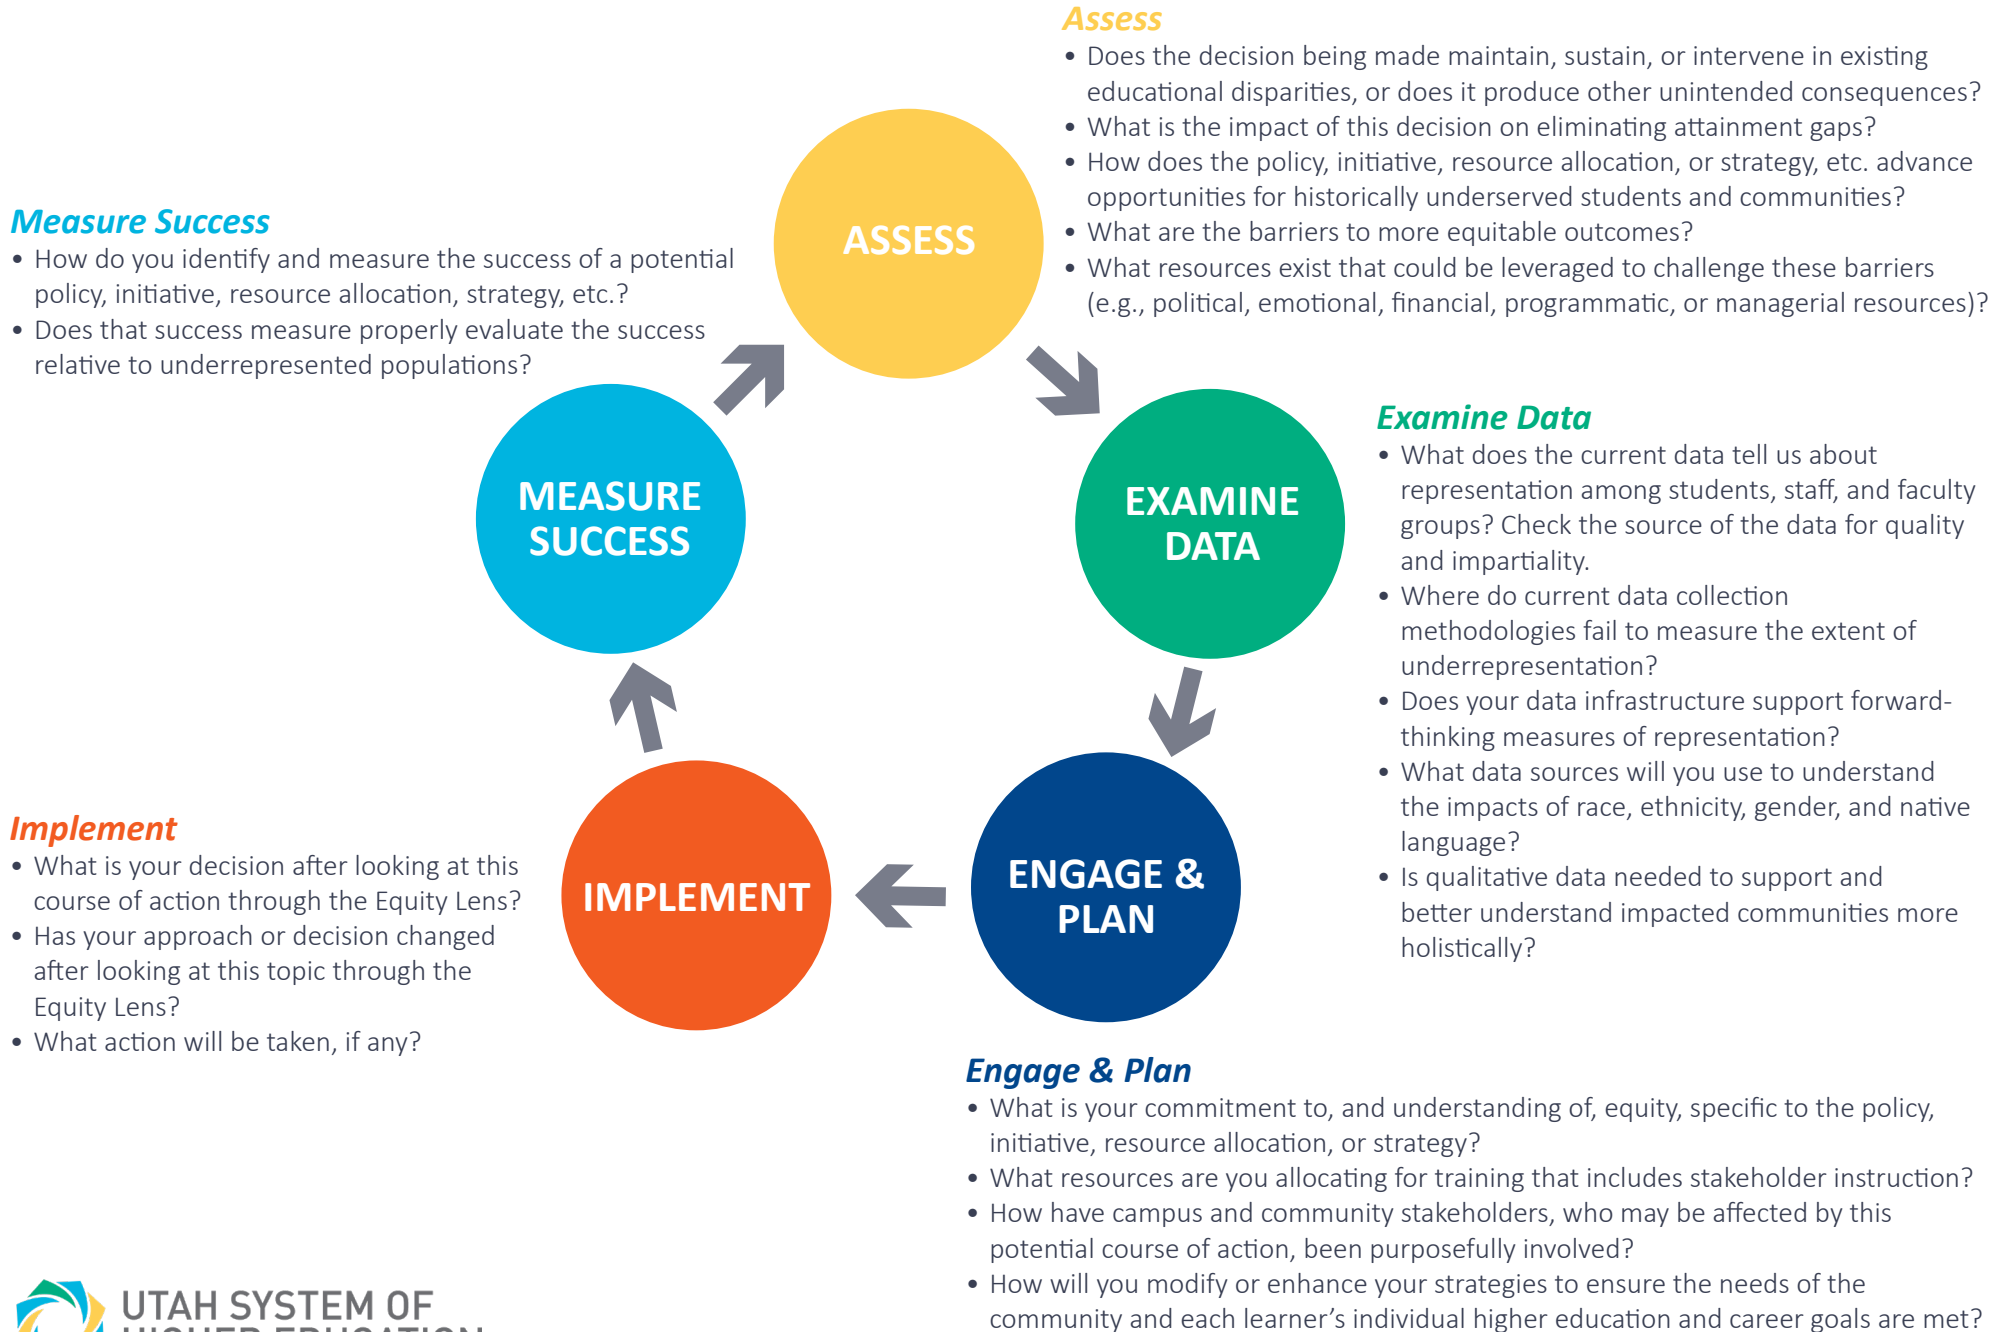 Assess
• Does the decision being made maintain, sustain, or intervene in existing
educational disparities, or does it produce other unintended consequences?
• What is the impact of this decision on eliminating attainment gaps?
• How does the policy, initiative, resource allocation, or strategy, etc. advance
opportunities for historically underserved students and communities?
• What are the barriers to more equitable outcomes?
• What resources exist that could be leveraged to challenge these barriers
(e.g., political, emotional, financial, programmatic, or managerial resources)?
ASSESS
Measure Success
• How do you identify and measure the success of a potential
policy, initiative, resource allocation, strategy, etc.?
• Does that success measure properly evaluate the success
relative to underrepresented populations?
MEASURE
SUCCESS
EXAMINE
DATA
Examine Data
• What does the current data tell us about
representation among students, staff, and faculty
groups? Check the source of the data for quality
and impartiality.
• Where do current data collection
methodologies fail to measure the extent of
underrepresentation?
• Does your data infrastructure support forward-
thinking measures of representation?
• What data sources will you use to understand
the impacts of race, ethnicity, gender, and native
language?
• Is qualitative data needed to support and
better understand impacted communities more
holistically?
Implement
• What is your decision after looking at this
course of action through the Equity Lens?
• Has your approach or decision changed
after looking at this topic through the
Equity Lens?
• What action will be taken, if any?
IMPLEMENT
ENGAGE &
PLAN
Engage & Plan
• What is your commitment to, and understanding of, equity, specific to the policy,
initiative, resource allocation, or strategy?
• What resources are you allocating for training that includes stakeholder instruction?
• How have campus and community stakeholders, who may be affected by this
potential course of action, been purposefully involved?
• How will you modify or enhance your strategies to ensure the needs of the
community and each learner's individual higher education and career goals are met?
UTAH SYSTEM OF
HIGHER EDUCATION